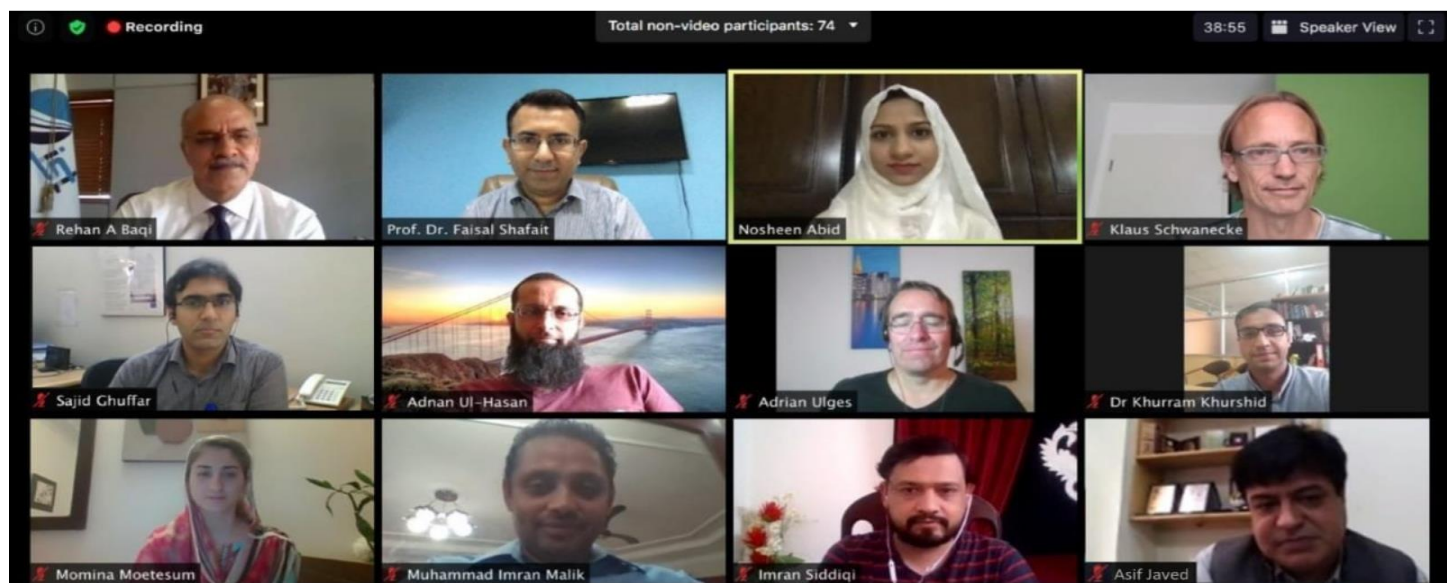 Recording
Total non-video participants: 74
38:55
Speaker View
Rehan A Baqi
Prof. Dr. Faisal Shafait
Nosheen Abid
Klaus Schwanecke
Sajid Ghuffar
Adnan Ul-Hasan
Adrian Ulges
Dr Khurram Khurshid
Momina Moetesum
Muhammad Imran Malik
Imran Siddiqi
Asif Javed